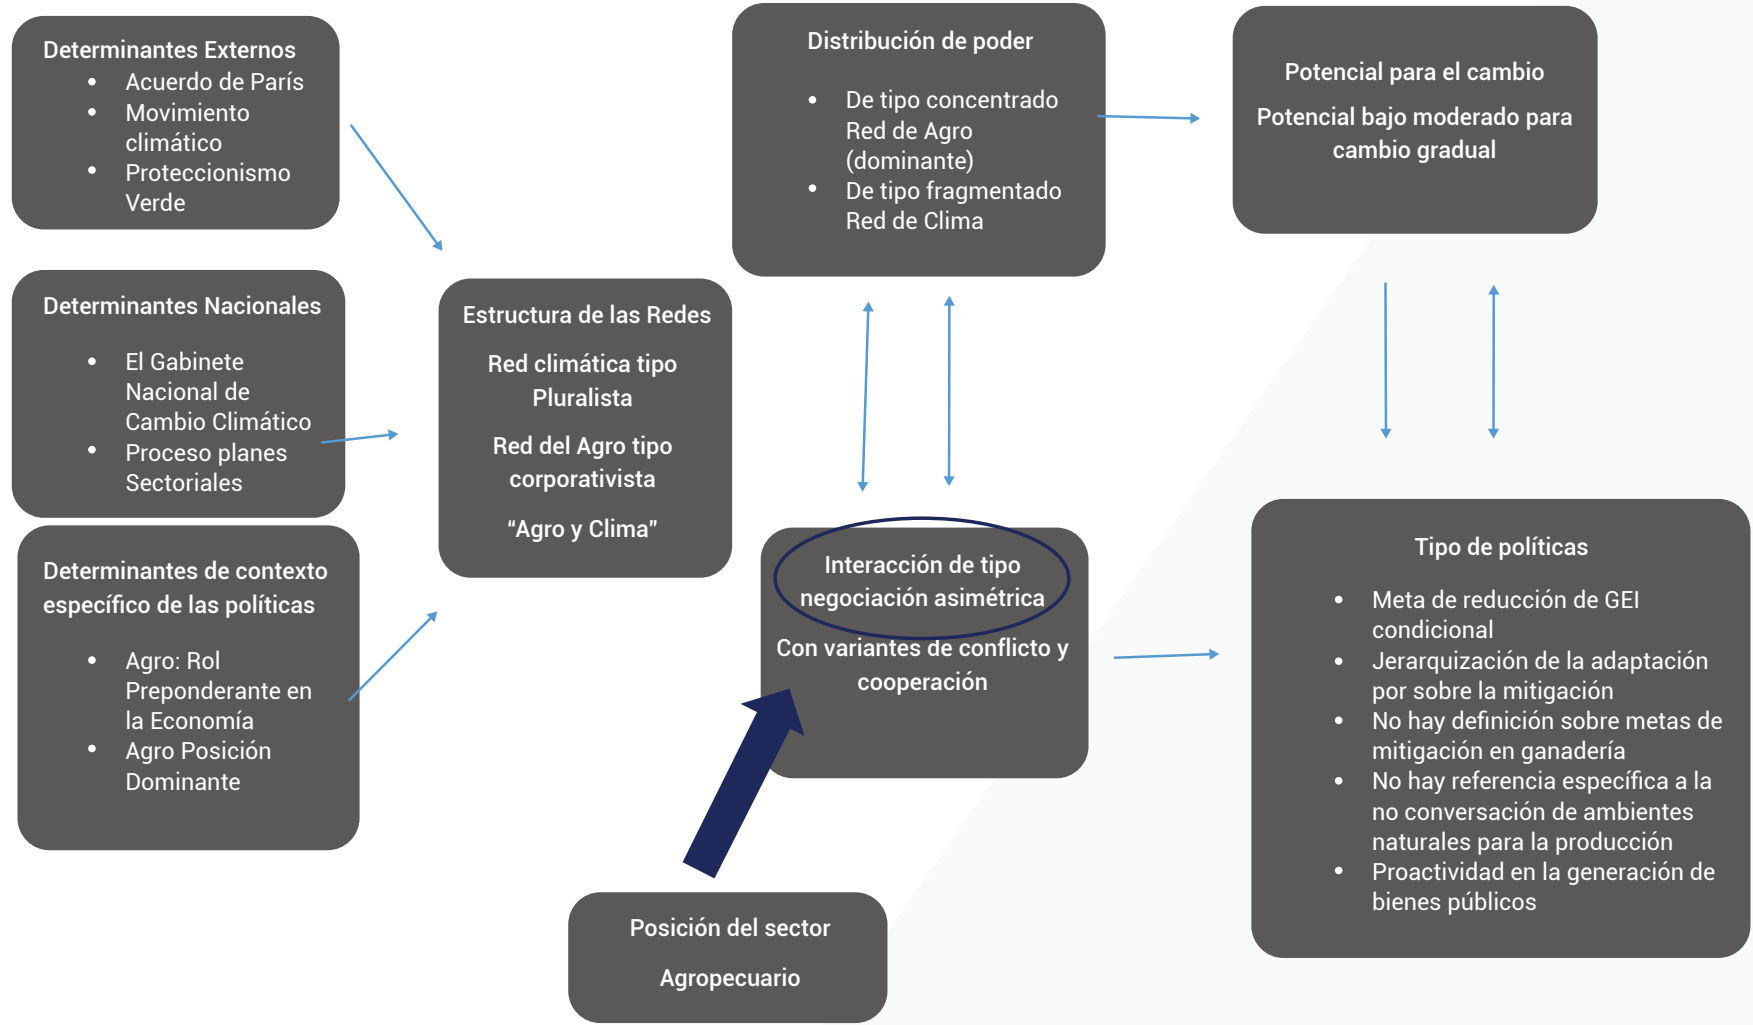 Determinantes Externos
• Acuerdo de París
• Movimiento
climático
• Proteccionismo
Verde
Determinantes Nacionales
• El Gabinete
Nacional de
Cambio Climático
• Proceso planes
Sectoriales
Determinantes de contexto
específico de las políticas
• Agro: Rol
Preponderante en
la Economía
• Agro Posición
Dominante
Estructura de las Redes
Red climática tipo
Pluralista
Red del Agro tipo
corporativista
“Agro y Clima”
Distribución de poder
• De tipo concentrado
Red de Agro
(dominante)
• De tipo fragmentado
Red de Clima
Interacción de tipo
negociación asimétrica
Con variantes de conflicto y
cooperación
Posición del sector
Agropecuario
Potencial para el cambio
Potencial bajo moderado para
cambio gradual
Tipo de políticas
• Meta de reducción de GEI
condicional
• Jerarquización de la adaptación
por sobre la mitigación
• No hay definición sobre metas de
mitigación en ganadería
• No hay referencia específica a la
no conversación de ambientes
naturales para la producción
• Proactividad en la generación de
bienes públicos